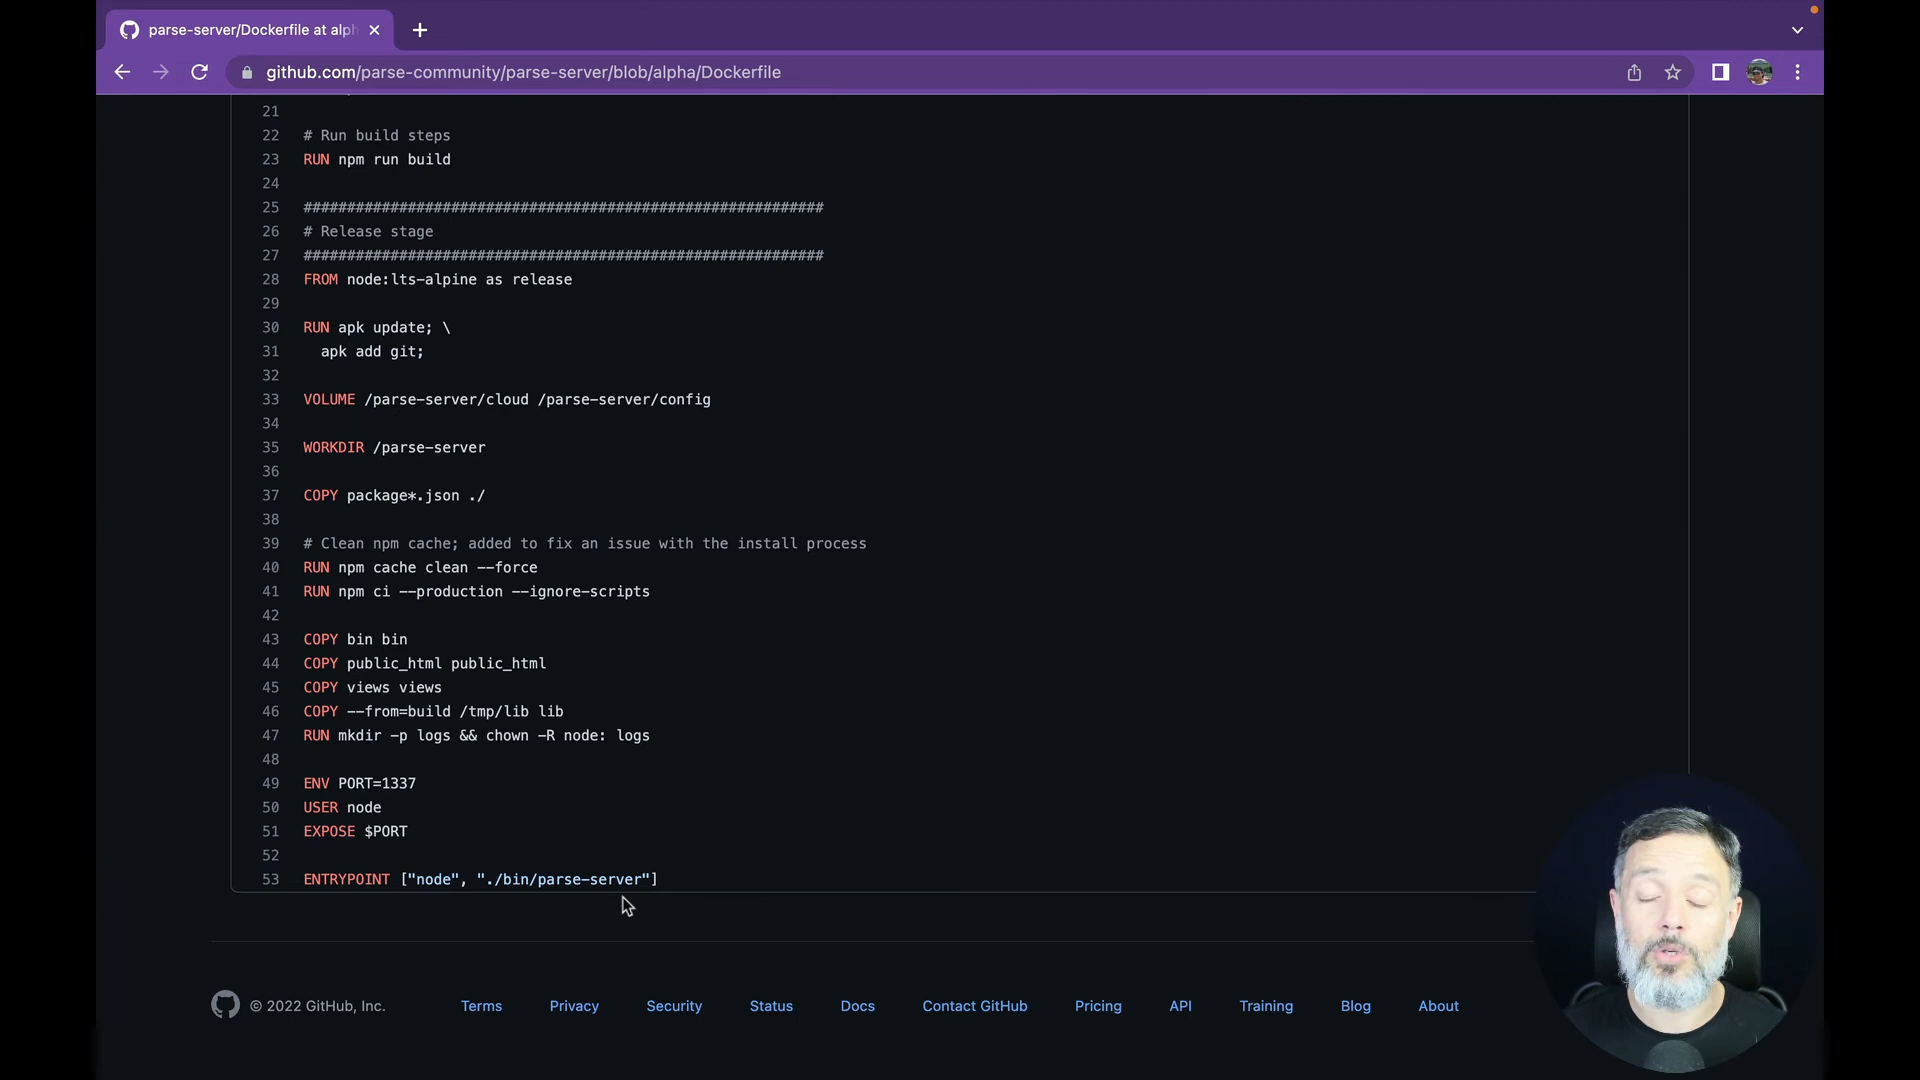 parse-server/Dockerfile at alph
github.com/parse-community/parse-server/blob/alpha/Dockerfile
21
22 # Run build steps
23 RUN npm run build
24
25 ############################################################
26 # Release stage
27 ############################################################
28 FROM node:lts-alpine as release
29
30 RUN apk update; \
31 apk add git;
32
33 VOLUME /parse-server/cloud /parse-server/config
34
35 WORKDIR /parse-server
36
37 COPY package*.json ./
38
39 # Clean npm cache; added to fix an issue with the install process
40 RUN npm cache clean --force
41 RUN npm ci --production --ignore-scripts
42
43 COPY bin bin
44 COPY public_html public_html
45 COPY views views
46 COPY --from=build /tmp/lib lib
47 RUN mkdir -p logs && chown -R node: logs
48
49 ENV PORT=1337
50 USER node
51 EXPOSE $PORT
52
53 ENTRYPOINT ["node", "./bin/parse-server"]
© 2022 GitHub, Inc. Terms Privacy Security Status Docs Contact GitHub Pricing API Training Blog About